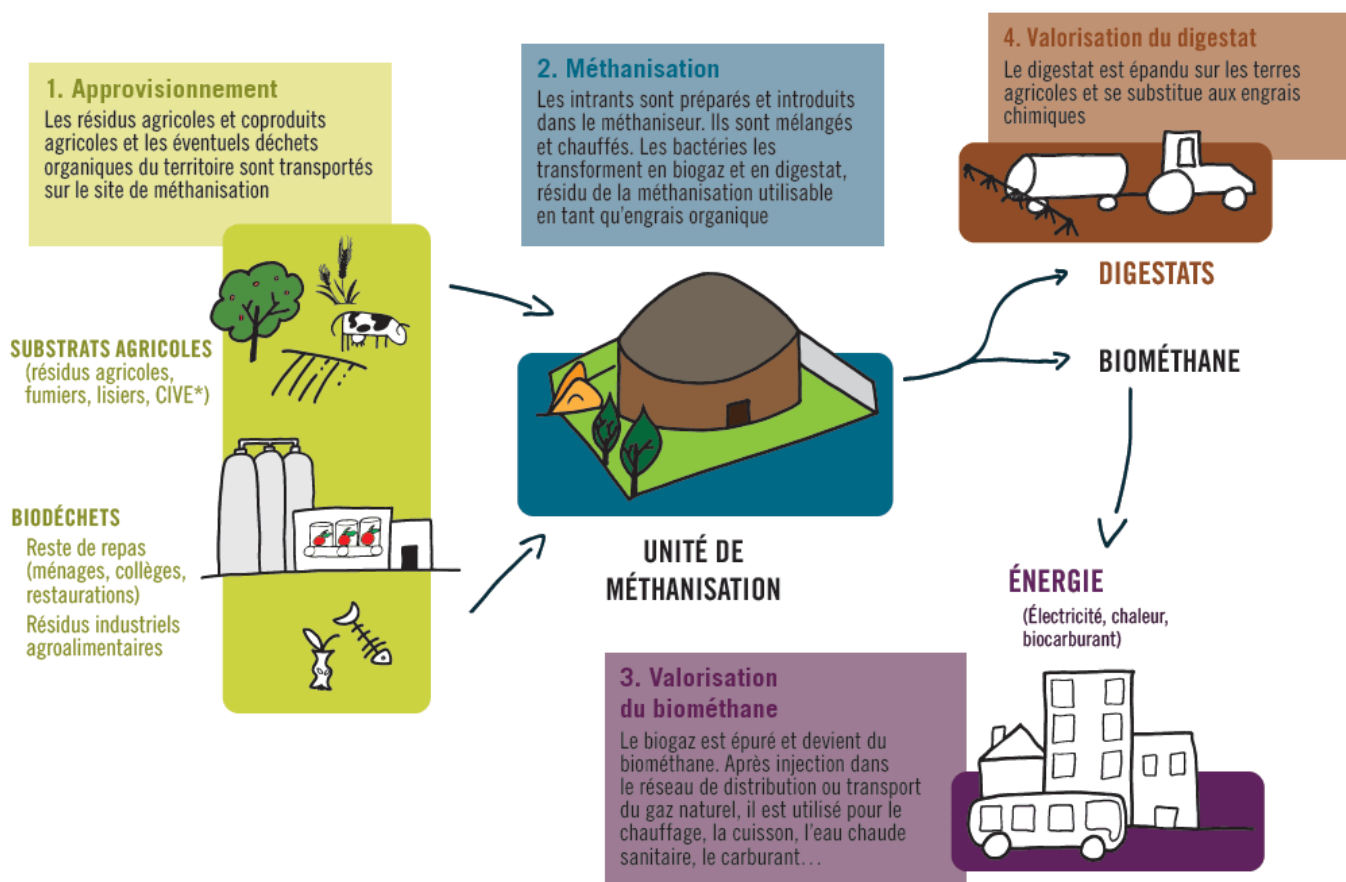 1. Approvisionnement
Les résidus agricoles et coproduits
agricoles et les éventuels déchets
organiques du territoire sont transportés
sur le site de méthanisation
SUBSTRATS AGRICOLES
(résidus agricoles,
fumiers, lisiers, CIVE*)
BIODÉCHETS
Reste de repas
(ménages, collèges,
restaurations)
Résidus industriels
agroalimentaires
2. Méthanisation
Les intrants sont préparés et introduits
dans le méthaniseur. Ils sont mélangés
et chauffés. Les bactéries les
transforment en biogaz et en digestat,
résidu de la méthanisation utilisable
en tant qu'engrais organique
UNITÉ DE
MÉTHANISATION
4. Valorisation du digestat
Le digestat est épandu sur les terres
agricoles et se substitue aux engrais
chimiques
DIGESTATS
BIOMÉTHANE
ÉNERGIE
(Électricité, chaleur,
biocarburant)
3. Valorisation
du biométhane
Le biogaz est épuré et devient du
biométhane. Après injection dans
le réseau de distribution ou transport
du gaz naturel, il est utilisé pour le
chauffage, la cuisson, l'eau chaude
sanitaire, le carburant…